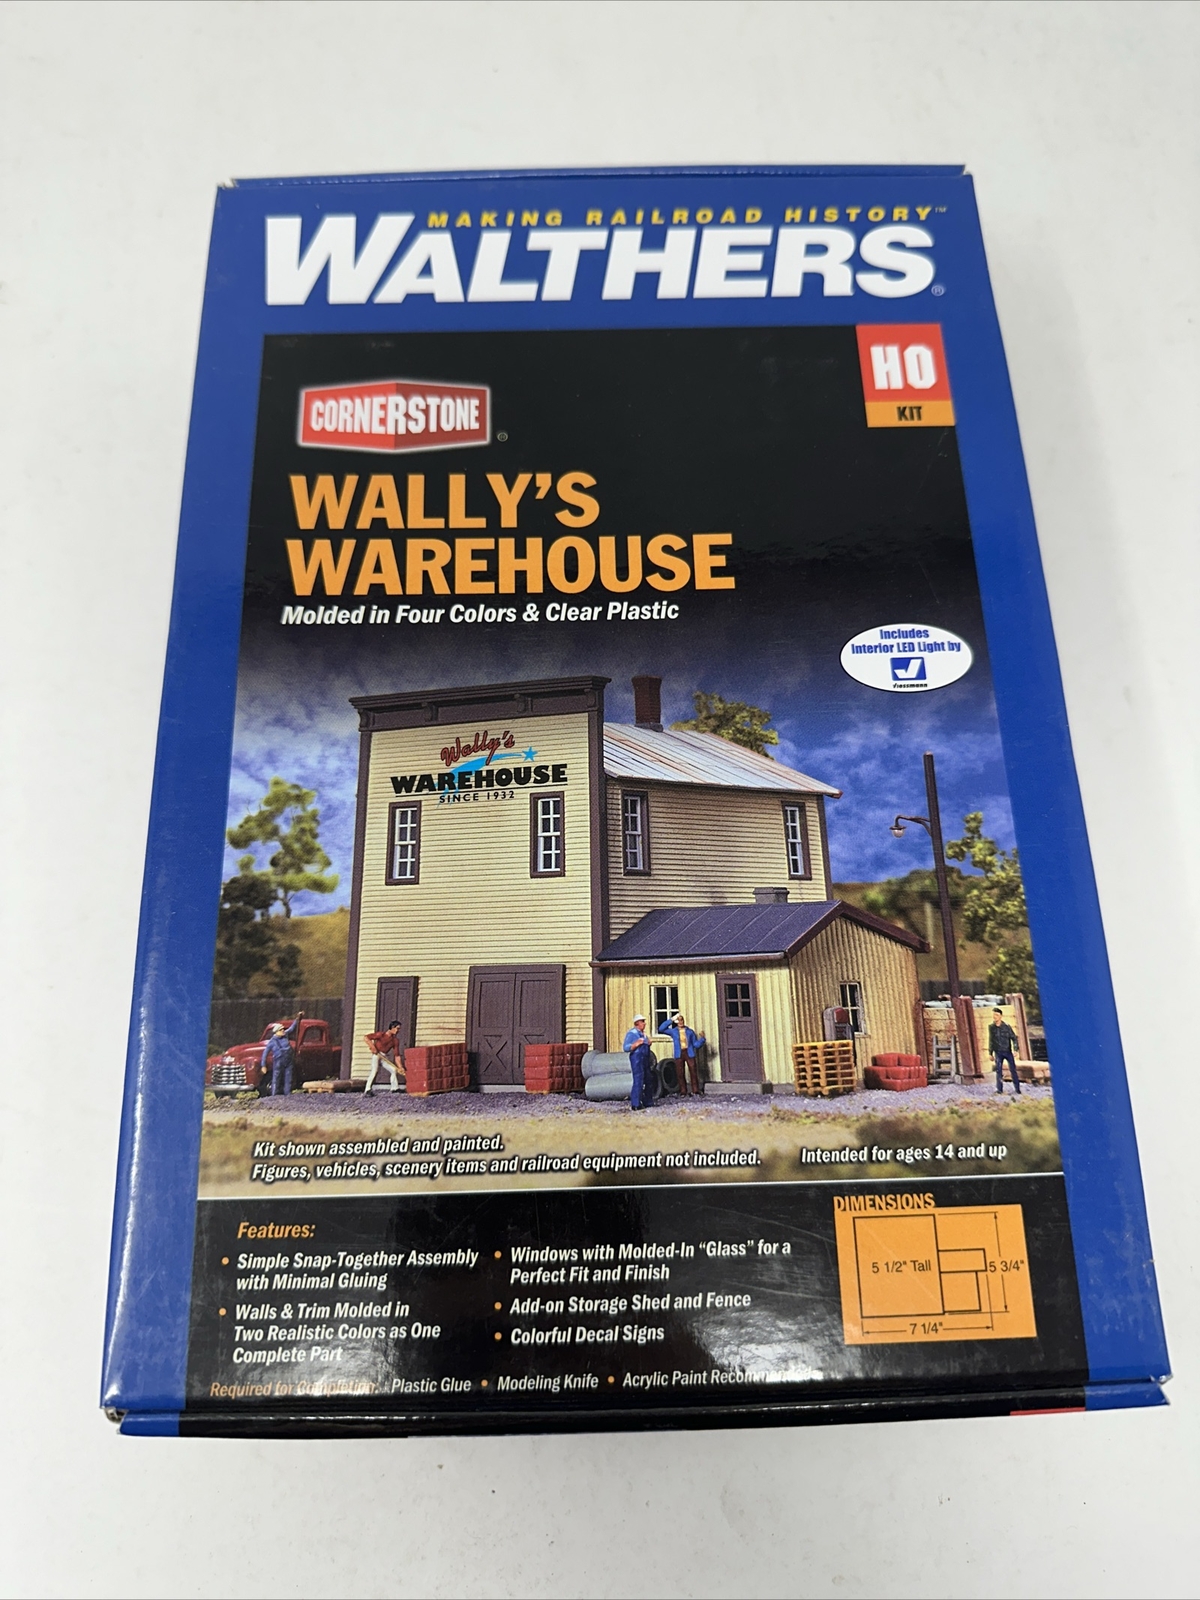 MAKING RAILROAD HISTORY™
WALTHERS®
HO
KIT
CORNERSTONE®
WALLY'S
WAREHOUSE
Molded in Four Colors & Clear Plastic
Includes
Interior LED Light by
Viessmann
Wally's
WAREHOUSE
SINCE 1932
Kit shown assembled and painted.
Figures, vehicles, scenery items and railroad equipment not included.
Intended for ages 14 and up
Features:
• Simple Snap-Together Assembly
with Minimal Gluing
• Walls & Trim Molded in
Two Realistic Colors as One
Complete Part
• Windows with Molded-In "Glass" for a
Perfect Fit and Finish
• Add-on Storage Shed and Fence
• Colorful Decal Signs
DIMENSIONS
5 1/2" Tall
5 3/4"
7 1/4"
Required for Completion: Plastic Glue • Modeling Knife • Acrylic Paint Recommended